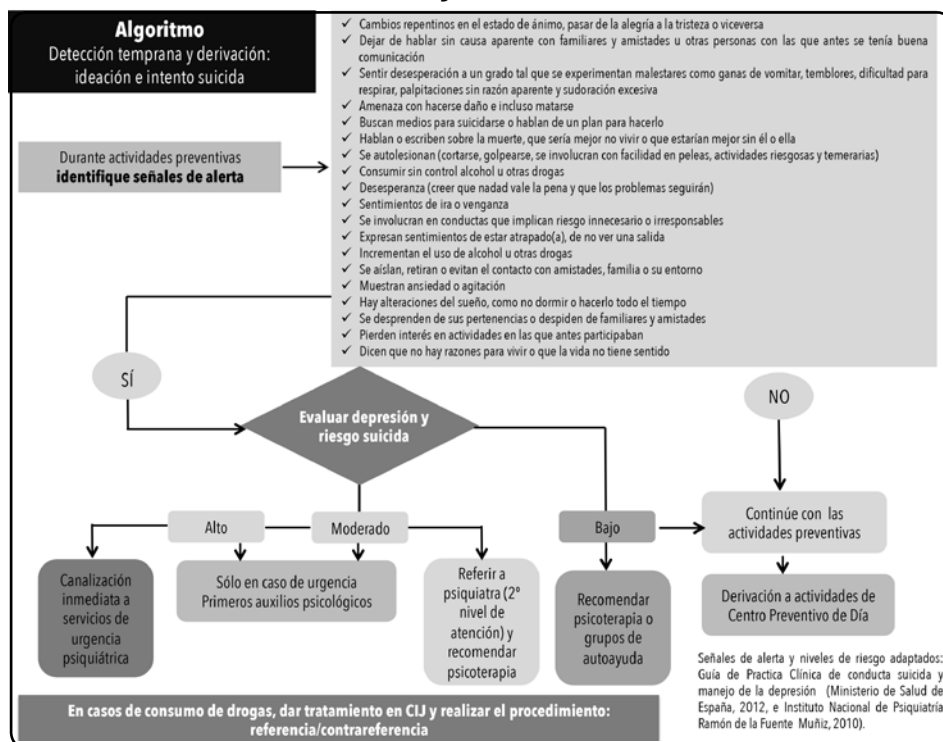 Algoritmo
Detección temprana y derivación:
ideación e intento suicida
Durante actividades preventivas
identifique señales de alerta
✓ Cambios repentinos en el estado de ánimo, pasar de la alegría a la tristeza o viceversa
✓ Dejar de hablar sin causa aparente con familiares y amistades u otras personas con las que antes se tenía buena
comunicación
✓ Sentir desesperación a un grado tal que se experimentan malestares como ganas de vomitar, temblores, dificultad para
respirar, palpitaciones sin razón aparente y sudoración excesiva
✓ Amenaza con hacerse daño e incluso matarse
✓ Buscan medios para suicidarse o hablan de un plan para hacerlo
✓ Hablan o escriben sobre la muerte, que sería mejor no vivir o que estarían mejor sin él o ella
✓ Se autolesionan (cortarse, golpearse, se involucran con facilidad en peleas, actividades riesgosas y temerarias)
✓ Consumir sin control alcohol u otras drogas
✓ Desesperanza (creer que nadad vale la pena y que los problemas seguirán)
✓ Sentimientos de ira o venganza
✓ Se involucran en conductas que implican riesgo innecesario o irresponsables
✓ Expresan sentimientos de estar atrapado(a), de no ver una salida
✓ Incrementan el uso de alcohol u otras drogas
✓ Se aíslan, retiran o evitan el contacto con amistades, familia o su entorno
✓ Muestran ansiedad o agitación
✓ Hay alteraciones del sueño, como no dormir o hacerlo todo el tiempo
✓ Se desprenden de sus pertenencias o despiden de familiares y amistades
✓ Pierden interés en actividades en las que antes participaban
✓ Dicen que no hay razones para vivir o que la vida no tiene sentido
SÍ
NO
Evaluar depresión y
riesgo suicida
Alto
Moderado
Bajo
Continúe con las
actividades preventivas
Canalización
inmediata a
servicios de
urgencia
psiquiátrica
Sólo en caso de urgencia
Primeros auxilios psicológicos
Referir a
psiquiatra (2º
nivel de
atención) y
recomendar
psicoterapia
Recomendar
psicoterapia o
grupos de
autoayuda
Derivación a actividades de
Centro Preventivo de Día
Señales de alerta y niveles de riesgo adaptados:
Guía de Practica Clínica de conducta suicida y
manejo de la depresión (Ministerio de Salud de
España, 2012, e Instituto Nacional de Psiquiatría
Ramón de la Fuente Muñiz, 2010).
En casos de consumo de drogas, dar tratamiento en CIJ y realizar el procedimiento:
referencia/contrareferencia